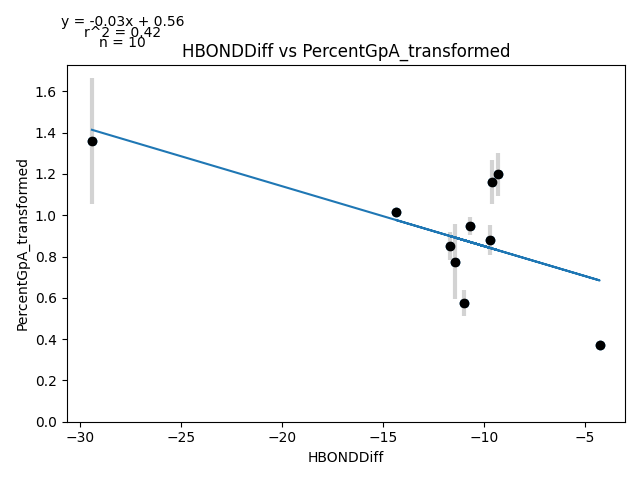 y = -0.03x + 0.56
r^2 = 0.42
n = 10
HBONDDiff vs PercentGpA_transformed
PercentGpA_transformed
1.6
1.4
1.2
1.0
0.8
0.6
0.4
0.2
0.0
−30 −25 −20 −15 −10 −5
HBONDDiff